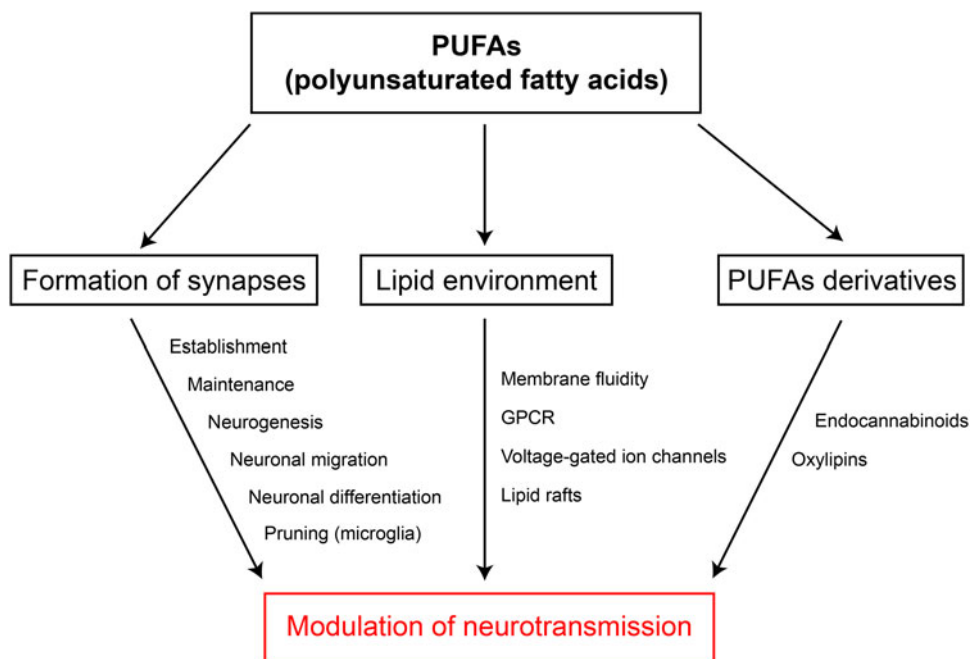 PUFAs
(polyunsaturated fatty acids)
Formation of synapses
Lipid environment
PUFAs derivatives
Establishment
Maintenance
Neurogenesis
Neuronal migration
Neuronal differentiation
Pruning (microglia)
Membrane fluidity
GPCR
Voltage-gated ion channels
Lipid rafts
Endocannabinoids
Oxylipins
Modulation of neurotransmission